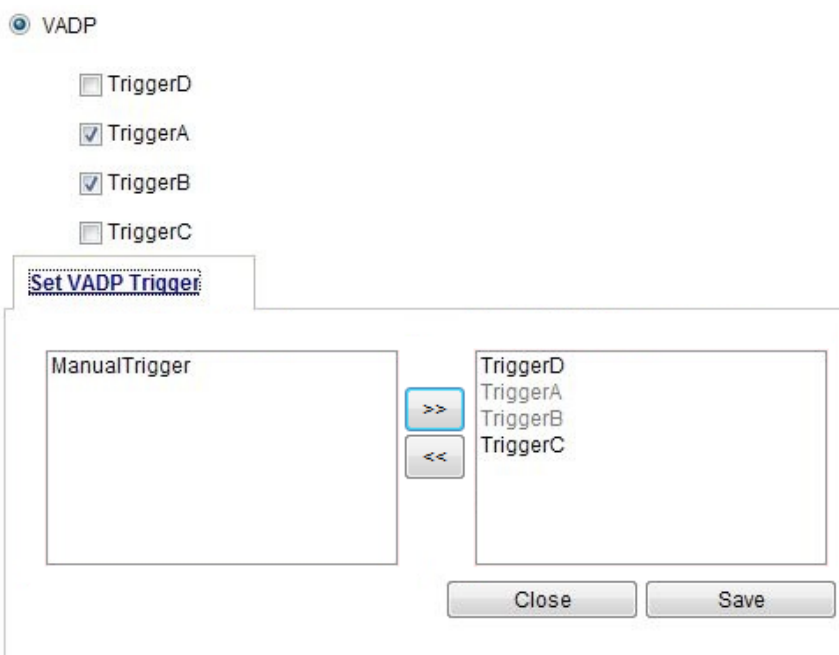 VADP
TriggerD
TriggerA
TriggerB
TriggerC
Set VADP Trigger
ManualTrigger
>>
<<
TriggerD
TriggerA
TriggerB
TriggerC
Close
Save